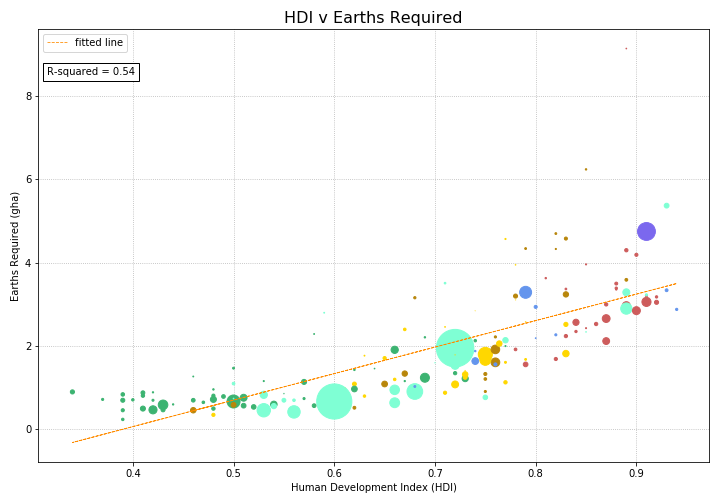 HDI v Earths Required
fitted line
R-squared = 0.54
Earths Required (gha)
8
6
4
2
0
0.4 0.5 0.6 0.7 0.8 0.9
Human Development Index (HDI)